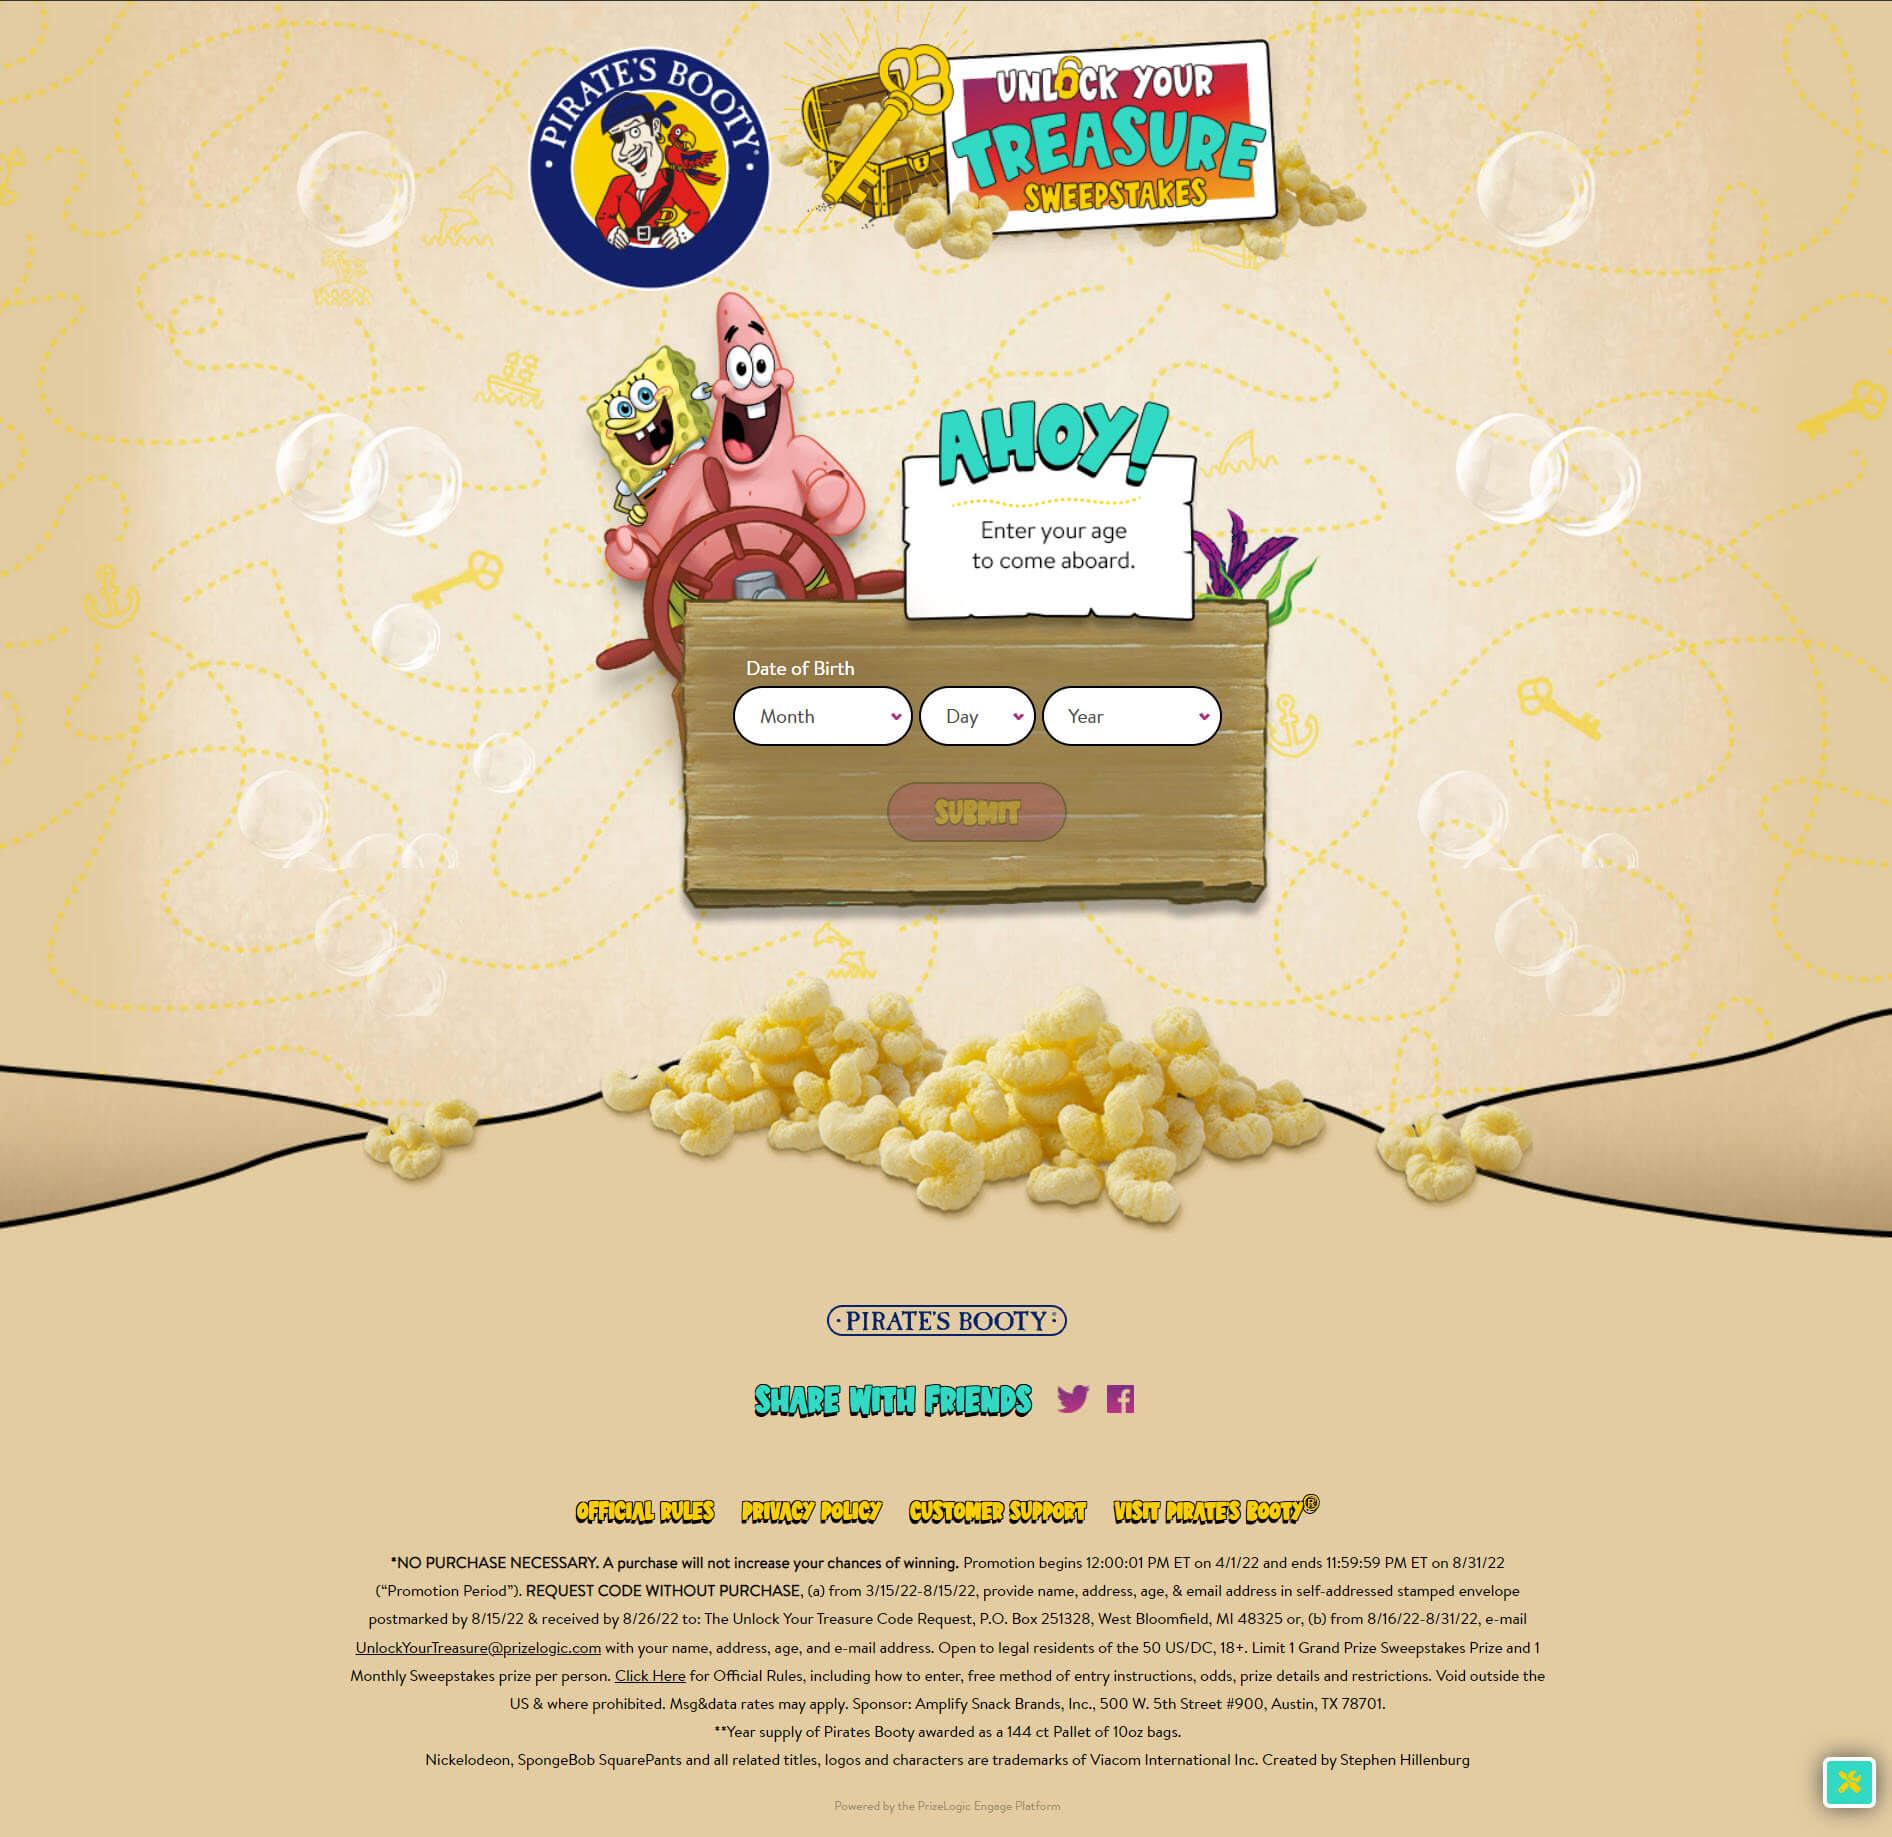 · PIRATE'S BOOTY® ·
UNLOCK YOUR
TREASURE
SWEEPSTAKES
AHOY!
Enter your age
to come aboard.
Date of Birth
Month Day Year
SUBMIT
· PIRATE'S BOOTY® ·
SHARE WITH FRIENDS
OFFICIAL RULES PRIVACY POLICY CUSTOMER SUPPORT VISIT PIRATE'S BOOTY®
*NO PURCHASE NECESSARY. A purchase will not increase your chances of winning. Promotion begins 12:00:01 PM ET on 4/1/22 and ends 11:59:59 PM ET on 8/31/22
(“Promotion Period”). REQUEST CODE WITHOUT PURCHASE, (a) from 3/15/22-8/15/22, provide name, address, age, & email address in self-addressed stamped envelope
postmarked by 8/15/22 & received by 8/26/22 to: The Unlock Your Treasure Code Request, P.O. Box 251328, West Bloomfield, MI 48325 or, (b) from 8/16/22-8/31/22, e-mail
UnlockYourTreasure@prizelogic.com with your name, address, age, and e-mail address. Open to legal residents of the 50 US/DC, 18+. Limit 1 Grand Prize Sweepstakes Prize and 1
Monthly Sweepstakes prize per person. Click Here for Official Rules, including how to enter, free method of entry instructions, odds, prize details and restrictions. Void outside the
US & where prohibited. Msg&data rates may apply. Sponsor: Amplify Snack Brands, Inc., 500 W. 5th Street #900, Austin, TX 78701.
**Year supply of Pirates Booty awarded as a 144 ct Pallet of 10oz bags.
Nickelodeon, SpongeBob SquarePants and all related titles, logos and characters are trademarks of Viacom International Inc. Created by Stephen Hillenburg
Powered by the PrizeLogic Engage Platform